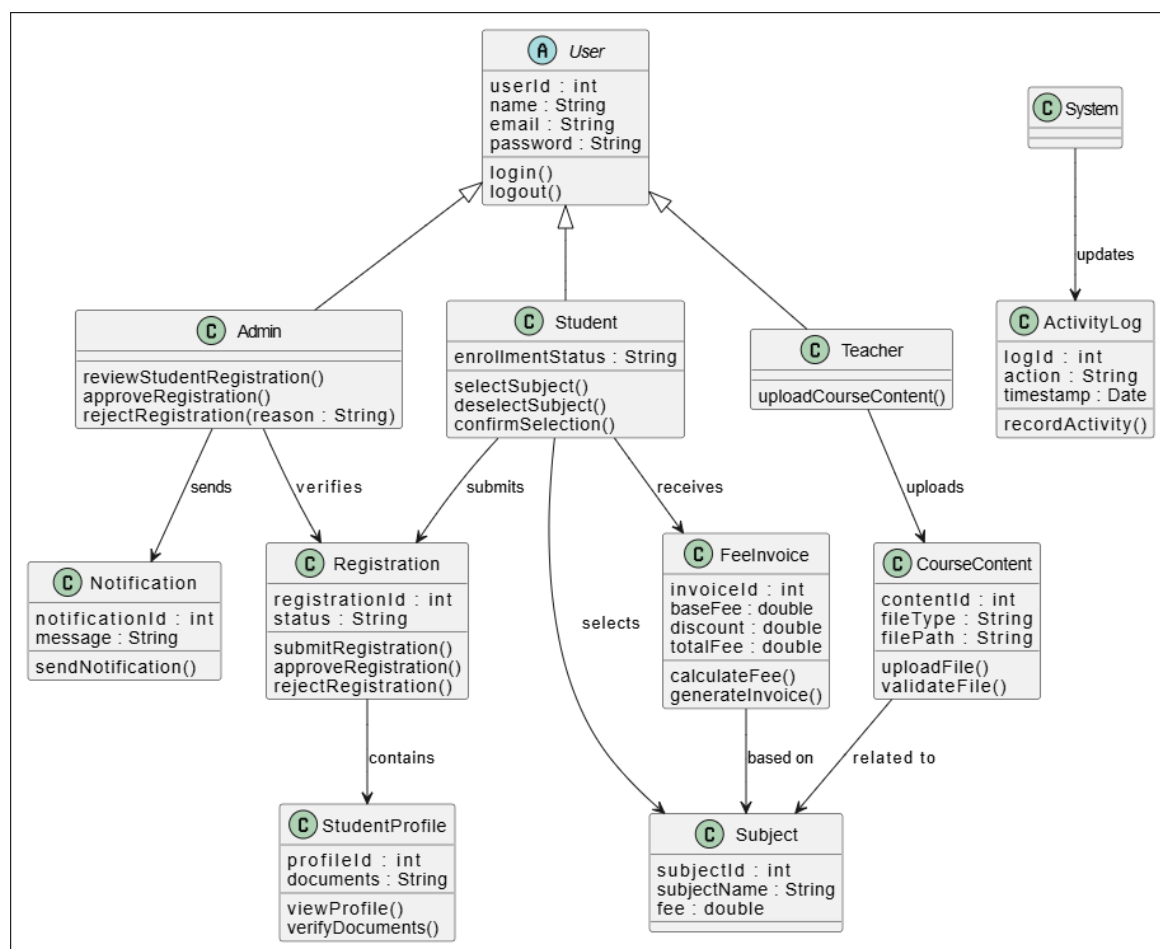 A User
userId : int
name : String
email : String
password : String
login()
logout()
C System
updates
C Admin
reviewStudentRegistration()
approveRegistration()
rejectRegistration(reason : String)
C Student
enrollmentStatus : String
selectSubject()
deselectSubject()
confirmSelection()
C Teacher
uploadCourseContent()
C ActivityLog
logId : int
action : String
timestamp : Date
recordActivity()
sends
verifies
submits
receives
uploads
C Notification
notificationId : int
message : String
sendNotification()
C Registration
registrationId : int
status : String
submitRegistration()
approveRegistration()
rejectRegistration()
selects
C FeeInvoice
invoiceId : int
baseFee : double
discount : double
totalFee : double
calculateFee()
generateInvoice()
C CourseContent
contentId : int
fileType : String
filePath : String
uploadFile()
validateFile()
contains
based on
related to
C StudentProfile
profileId : int
documents : String
viewProfile()
verifyDocuments()
C Subject
subjectId : int
subjectName : String
fee : double